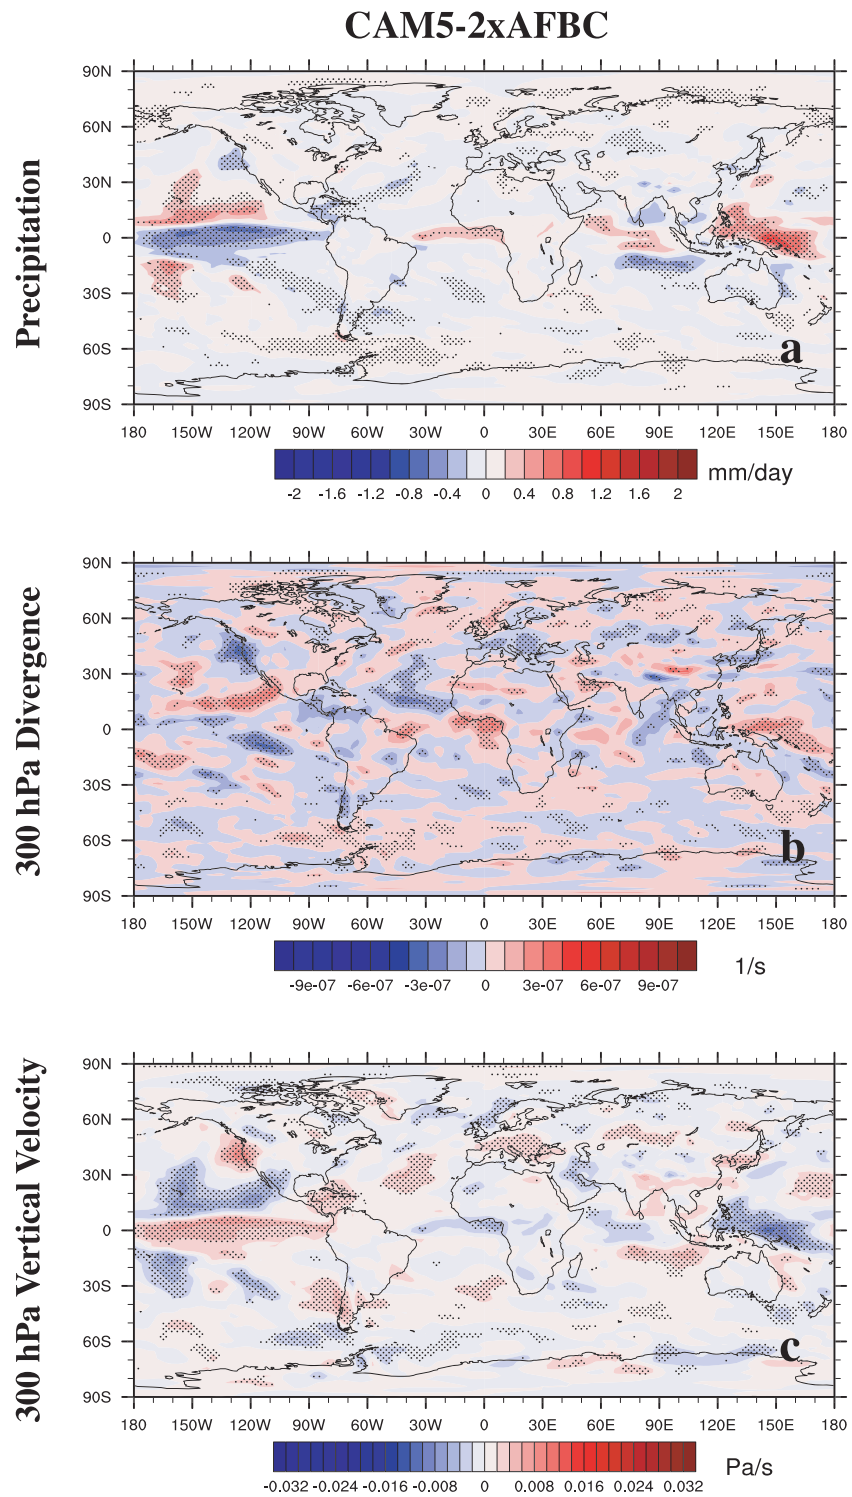 CAM5-2xAFBC
Precipitation
90N
60N
30N
0
30S
60S
90S
a
180 150W 120W 90W 60W 30W 0 30E 60E 90E 120E 150E 180
-2 -1.6 -1.2 -0.8 -0.4 0 0.4 0.8 1.2 1.6 2
mm/day
300 hPa Divergence
90N
60N
30N
0
30S
60S
90S
b
180 150W 120W 90W 60W 30W 0 30E 60E 90E 120E 150E 180
-9e-07 -6e-07 -3e-07 0 3e-07 6e-07 9e-07
1/s
300 hPa Vertical Velocity
90N
60N
30N
0
30S
60S
90S
c
180 150W 120W 90W 60W 30W 0 30E 60E 90E 120E 150E 180
-0.032 -0.024 -0.016 -0.008 0 0.008 0.016 0.024 0.032
Pa/s